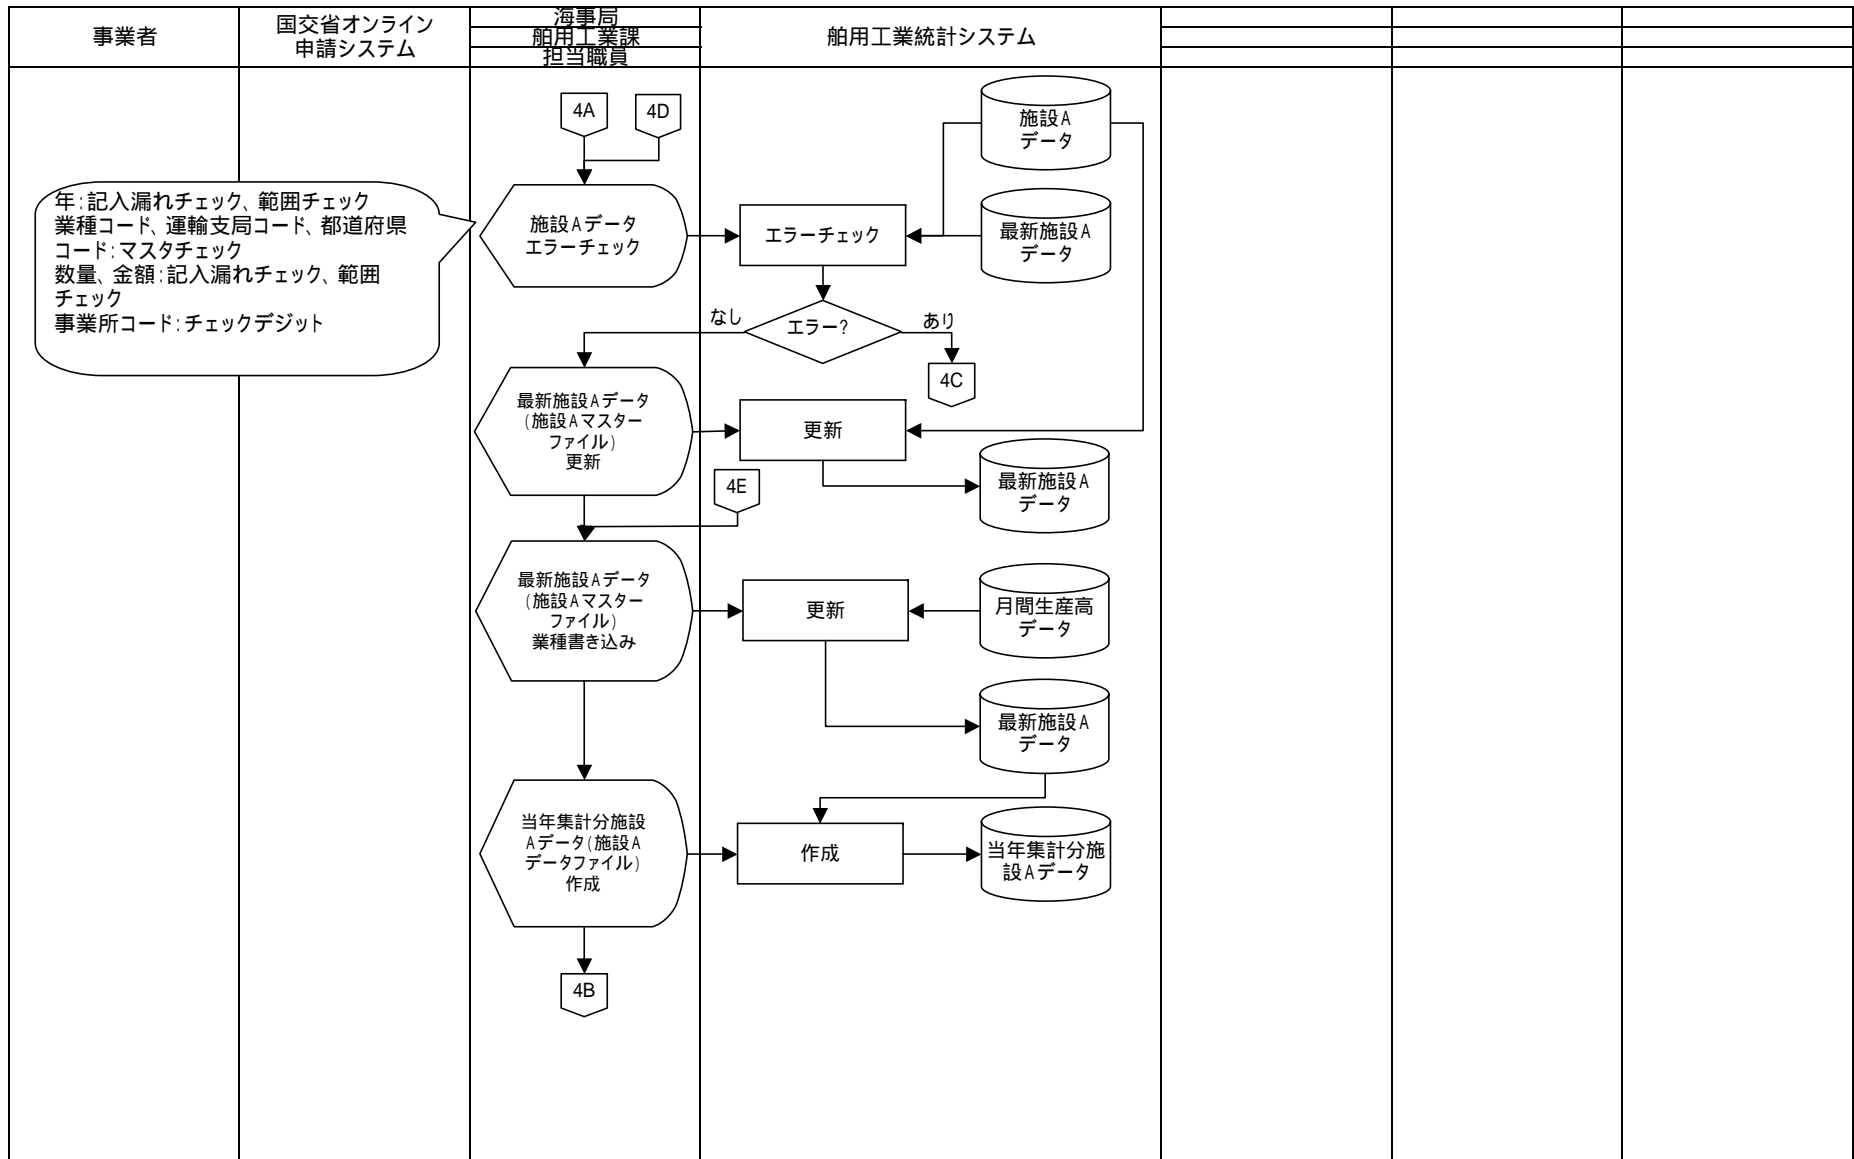 事業者
国交省オンライン
申請システム
海事局
舶用工業課
担当職員
舶用工業統計システム
4A
4D
施設A
データ
年:記入漏れチェック、範囲チェック
業種コード、運輸支局コード、都道府県
コード:マスタチェック
数量、金額:記入漏れチェック、範囲
チェック
事業所コード:チェックデジット
施設Aデータ
エラーチェック
エラーチェック
最新施設A
データ
なし
エラー?
あり
4C
最新施設Aデータ
(施設Aマスター
ファイル)
更新
更新
4E
最新施設A
データ
最新施設Aデータ
(施設Aマスター
ファイル)
業種書き込み
更新
月間生産高
データ
最新施設A
データ
当年集計分施設
Aデータ(施設A
データファイル)
作成
作成
当年集計分施
設Aデータ
4B